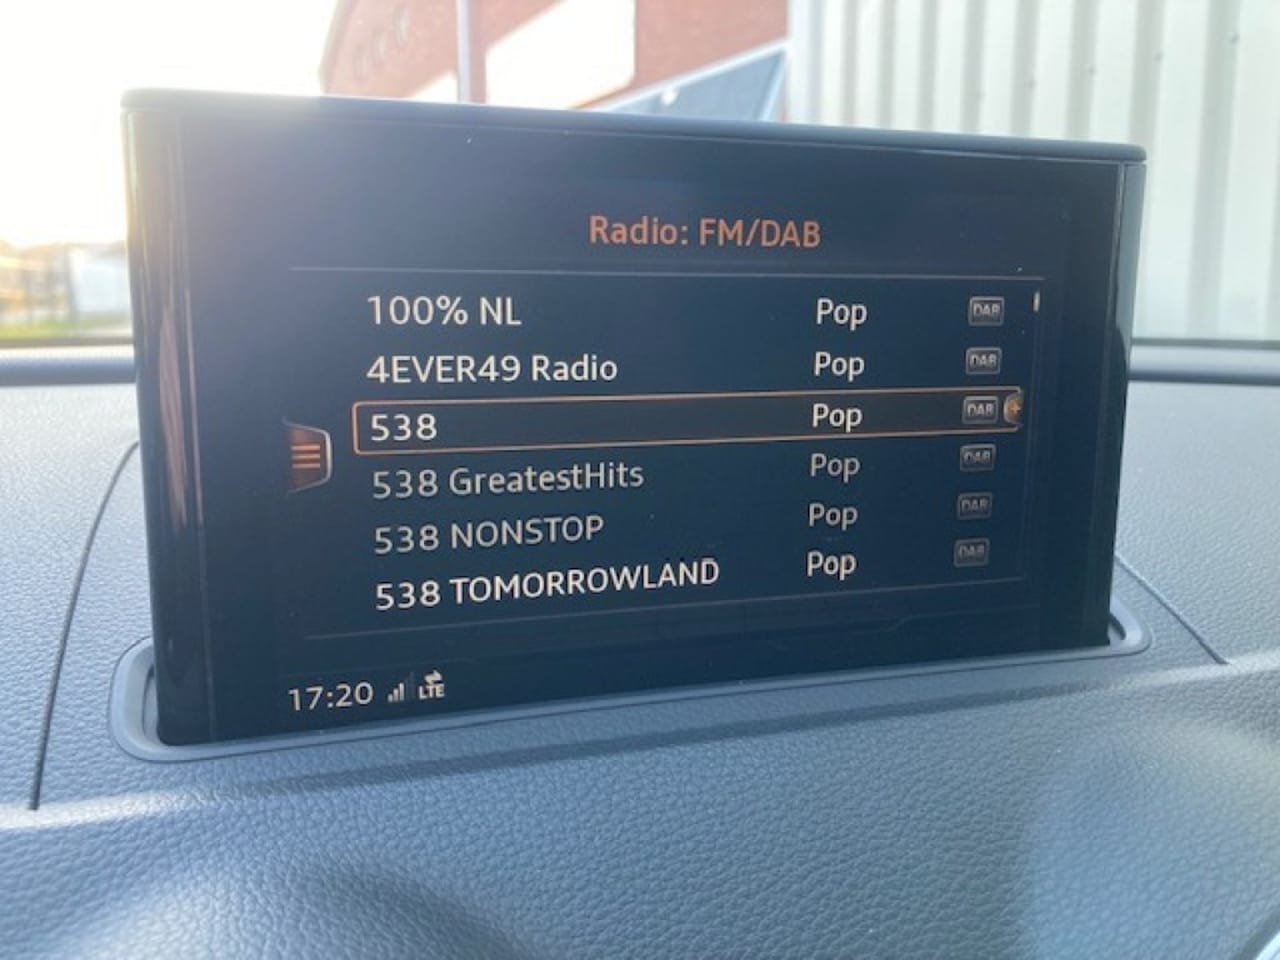 Radio: FM/DAB
100% NL Pop DAB
4EVER49 Radio Pop DAB
538 Pop DAB
538 GreatestHits Pop DAB
538 NONSTOP Pop DAB
538 TOMORROWLAND Pop DAB
17:20 LTE